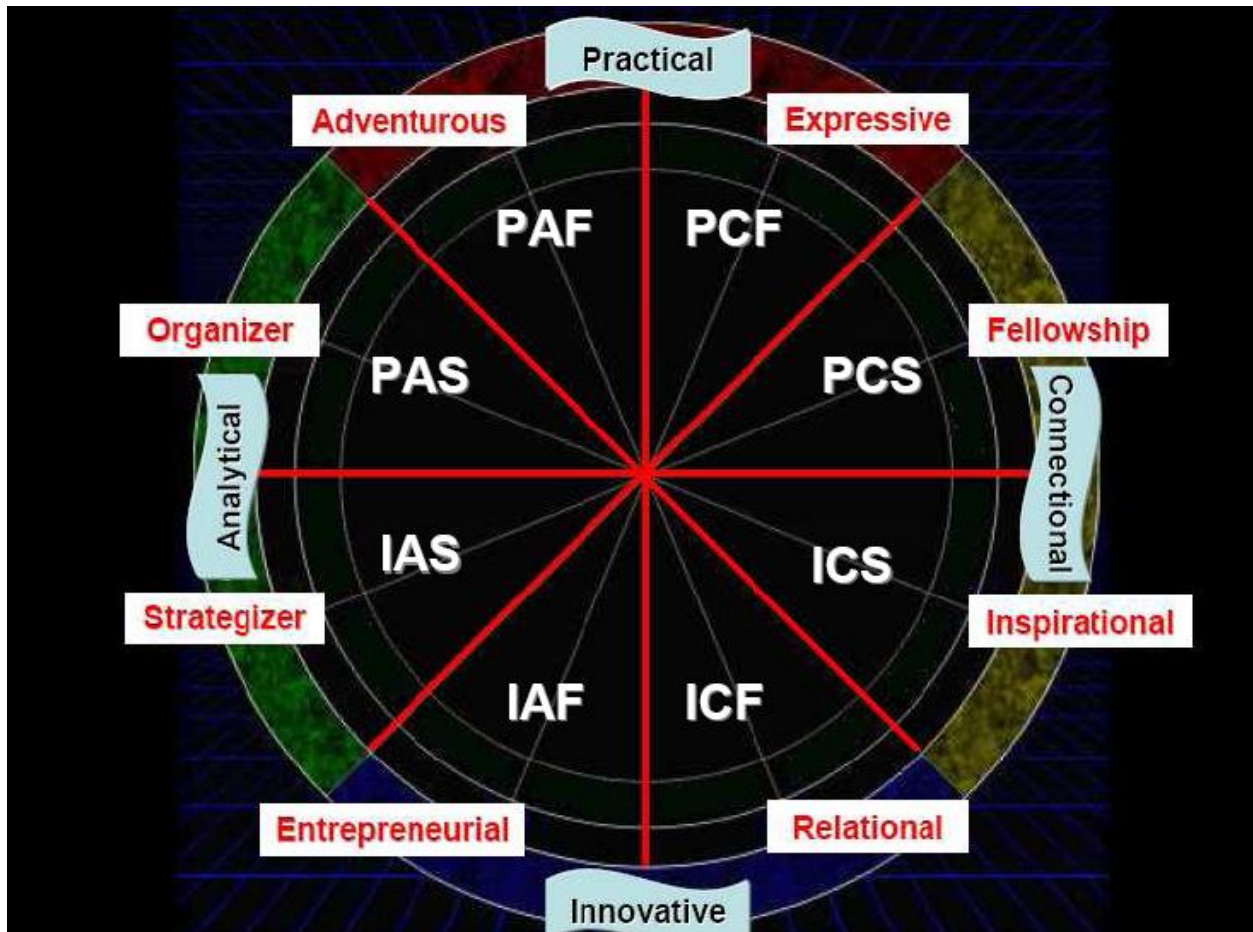 Practical
Adventurous
Expressive
PAF
PCF
Organizer
Fellowship
PAS
PCS
Analytical
Connectional
IAS
ICS
Strategizer
Inspirational
IAF
ICF
Entrepreneurial
Relational
Innovative